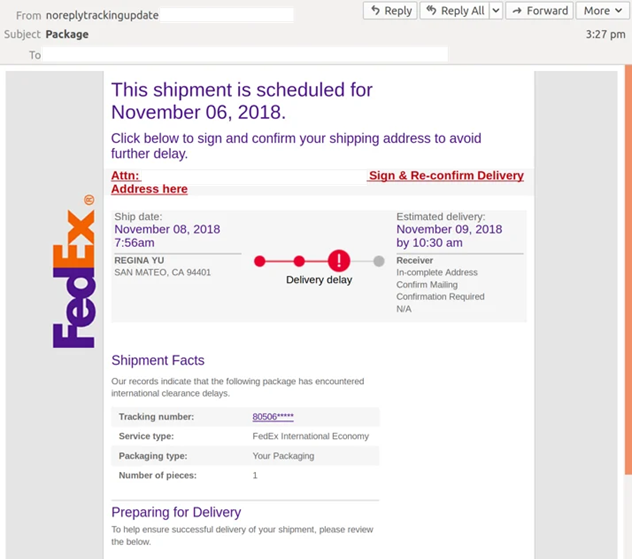 From noreplytrackingupdate
Reply
Reply All
Forward
More
Subject Package
3:27 pm
To
This shipment is scheduled for
November 06, 2018.
Click below to sign and confirm your shipping address to avoid
further delay.
Attn: Sign & Re-confirm Delivery
Address here
FedEx®
Ship date:
November 08, 2018
7:56am
REGINA YU
SAN MATEO, CA 94401
!
Delivery delay
Estimated delivery:
November 09, 2018
by 10:30 am
Receiver
In-complete Address
Confirm Mailing
Confirmation Required
N/A
Shipment Facts
Our records indicate that the following package has encountered
international clearance delays.
Tracking number: 80506*****
Service type: FedEx International Economy
Packaging type: Your Packaging
Number of pieces: 1
Preparing for Delivery
To help ensure successful delivery of your shipment, please review
the below.